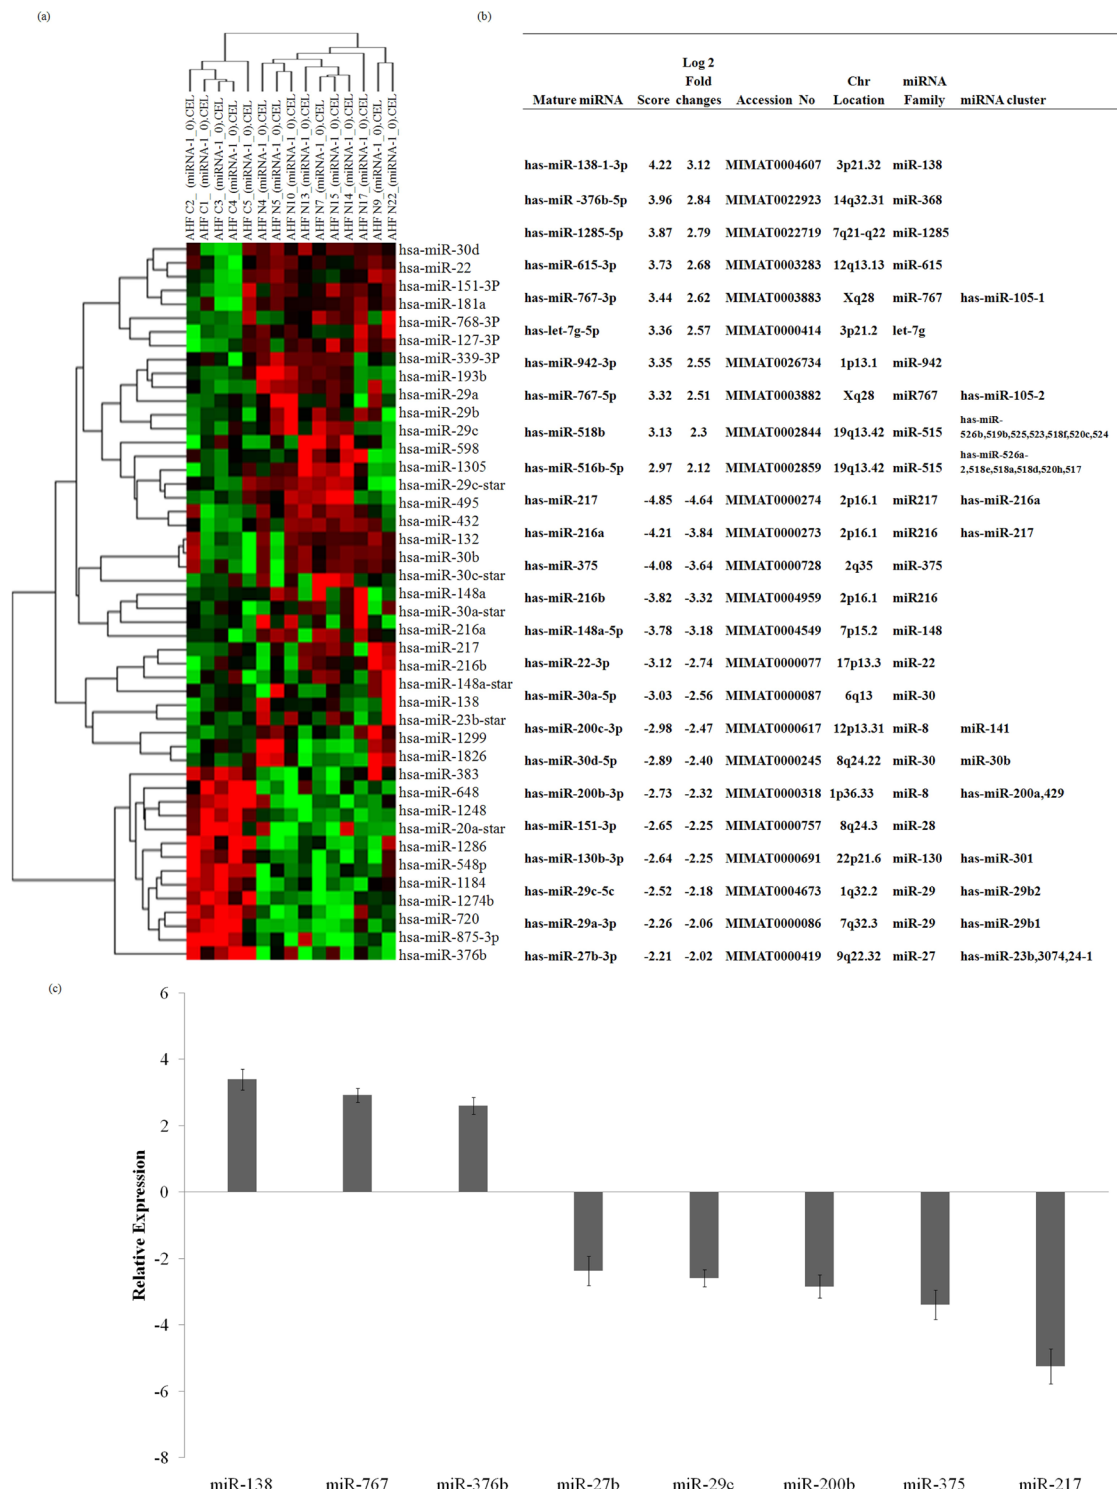 (a)
AHF C2_ (miRNA-1_0).CEL
AHF C1_ (miRNA-1_0).CEL
AHF C3_(miRNA-1_0).CEL
AHF C4_(miRNA-1_0).CEL
AHF C5_(miRNA-1_0).CEL
AHF N4_(miRNA-1_0).CEL
AHF N5_(miRNA-1_0).CEL
AHF N10_(miRNA-1_0).CEL
AHF N13_(miRNA-1_0).CEL
AHF N7_(miRNA-1_0).CEL
AHF N15_(miRNA-1_0).CEL
AHF N14_(miRNA-1_0).CEL
AHF N17_(miRNA-1_0).CEL
AHF N9_(miRNA-1_0).CEL
AHF N22_(miRNA-1_0).CEL
hsa-miR-30d
hsa-miR-22
hsa-miR-151-3P
hsa-miR-181a
hsa-miR-768-3P
hsa-miR-127-3P
hsa-miR-339-3P
hsa-miR-193b
hsa-miR-29a
hsa-miR-29b
hsa-miR-29c
hsa-miR-598
hsa-miR-1305
hsa-miR-29c-star
hsa-miR-495
hsa-miR-432
hsa-miR-132
hsa-miR-30b
hsa-miR-30c-star
hsa-miR-148a
hsa-miR-30a-star
hsa-miR-216a
hsa-miR-217
hsa-miR-216b
hsa-miR-148a-star
hsa-miR-138
hsa-miR-23b-star
hsa-miR-1299
hsa-miR-1826
hsa-miR-383
hsa-miR-648
hsa-miR-1248
hsa-miR-20a-star
hsa-miR-1286
hsa-miR-548p
hsa-miR-1184
hsa-miR-1274b
hsa-miR-720
hsa-miR-875-3p
hsa-miR-376b
(b)
Mature miRNA Score Log 2 Fold changes Accession No Chr Location miRNA Family miRNA cluster
has-miR-138-1-3p 4.22 3.12 MIMAT0004607 3p21.32 miR-138
has-miR -376b-5p 3.96 2.84 MIMAT0022923 14q32.31 miR-368
has-miR-1285-5p 3.87 2.79 MIMAT0022719 7q21-q22 miR-1285
has-miR-615-3p 3.73 2.68 MIMAT0003283 12q13.13 miR-615
has-miR-767-3p 3.44 2.62 MIMAT0003883 Xq28 miR-767 has-miR-105-1
has-let-7g-5p 3.36 2.57 MIMAT0000414 3p21.2 let-7g
has-miR-942-3p 3.35 2.55 MIMAT0026734 1p13.1 miR-942
has-miR-767-5p 3.32 2.51 MIMAT0003882 Xq28 miR767 has-miR-105-2
has-miR-518b 3.13 2.3 MIMAT0002844 19q13.42 miR-515 has-miR-526b,519b,525,523,518f,520c,524
has-miR-516b-5p 2.97 2.12 MIMAT0002859 19q13.42 miR-515 has-miR-526a-2,518e,518a,518d,520h,517
has-miR-217 -4.85 -4.64 MIMAT0000274 2p16.1 miR217 has-miR-216a
has-miR-216a -4.21 -3.84 MIMAT0000273 2p16.1 miR216 has-miR-217
has-miR-375 -4.08 -3.64 MIMAT0000728 2q35 miR-375
has-miR-216b -3.82 -3.32 MIMAT0004959 2p16.1 miR216
has-miR-148a-5p -3.78 -3.18 MIMAT0004549 7p15.2 miR-148
has-miR-22-3p -3.12 -2.74 MIMAT0000077 17p13.3 miR-22
has-miR-30a-5p -3.03 -2.56 MIMAT0000087 6q13 miR-30
has-miR-200c-3p -2.98 -2.47 MIMAT0000617 12p13.31 miR-8 miR-141
has-miR-30d-5p -2.89 -2.40 MIMAT0000245 8q24.22 miR-30 miR-30b
has-miR-200b-3p -2.73 -2.32 MIMAT0000318 1p36.33 miR-8 has-miR-200a,429
has-miR-151-3p -2.65 -2.25 MIMAT0000757 8q24.3 miR-28
has-miR-130b-3p -2.64 -2.25 MIMAT0000691 22p21.6 miR-130 has-miR-301
has-miR-29c-5c -2.52 -2.18 MIMAT0004673 1q32.2 miR-29 has-miR-29b2
has-miR-29a-3p -2.26 -2.06 MIMAT0000086 7q32.3 miR-29 has-miR-29b1
has-miR-27b-3p -2.21 -2.02 MIMAT0000419 9q22.32 miR-27 has-miR-23b,3074,24-1
(c)
Relative Expression
6
4
2
0
-2
-4
-6
-8
miR-138 miR-767 miR-376b miR-27b miR-29c miR-200b miR-375 miR-217